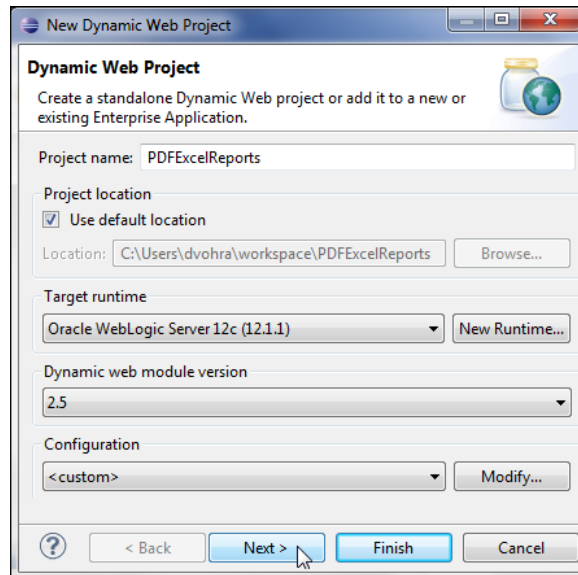 New Dynamic Web Project
Dynamic Web Project
Create a standalone Dynamic Web project or add it to a new or
existing Enterprise Application.
Project name: PDFExcelReports
Project location
Use default location
Location: C:\Users\dvohra\workspace\PDFExcelReports Browse...
Target runtime
Oracle WebLogic Server 12c (12.1.1) New Runtime...
Dynamic web module version
2.5
Configuration
<custom> Modify...
? < Back Next > Finish Cancel